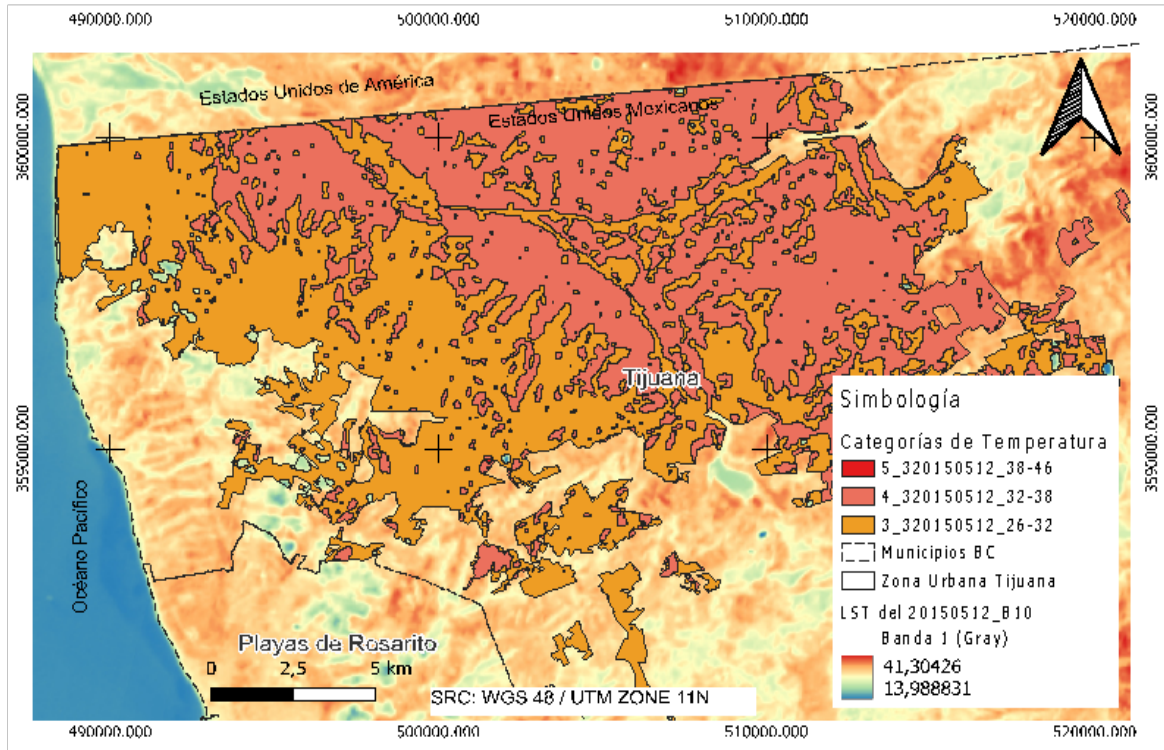 490000.000 500000.000 510000.000 520000.000
Estados Unidos de América
Estados Unidos Mexicanos
3600000.000
3600000.000
Tijuana
3590000.000
3590000.000
Océano Pacífico
Playas de Rosarito
0 2,5 5 km
SRC: WGS 48 / UTM ZONE 11N
Simbología
Categorías de Temperatura
5_320150512_38-46
4_320150512_32-38
3_320150512_26-32
Municipios BC
Zona Urbana Tijuana
LST del 20150512_B10
Banda 1 (Gray)
41,30426
13,988831
490000.000 500000.000 510000.000 520000.000